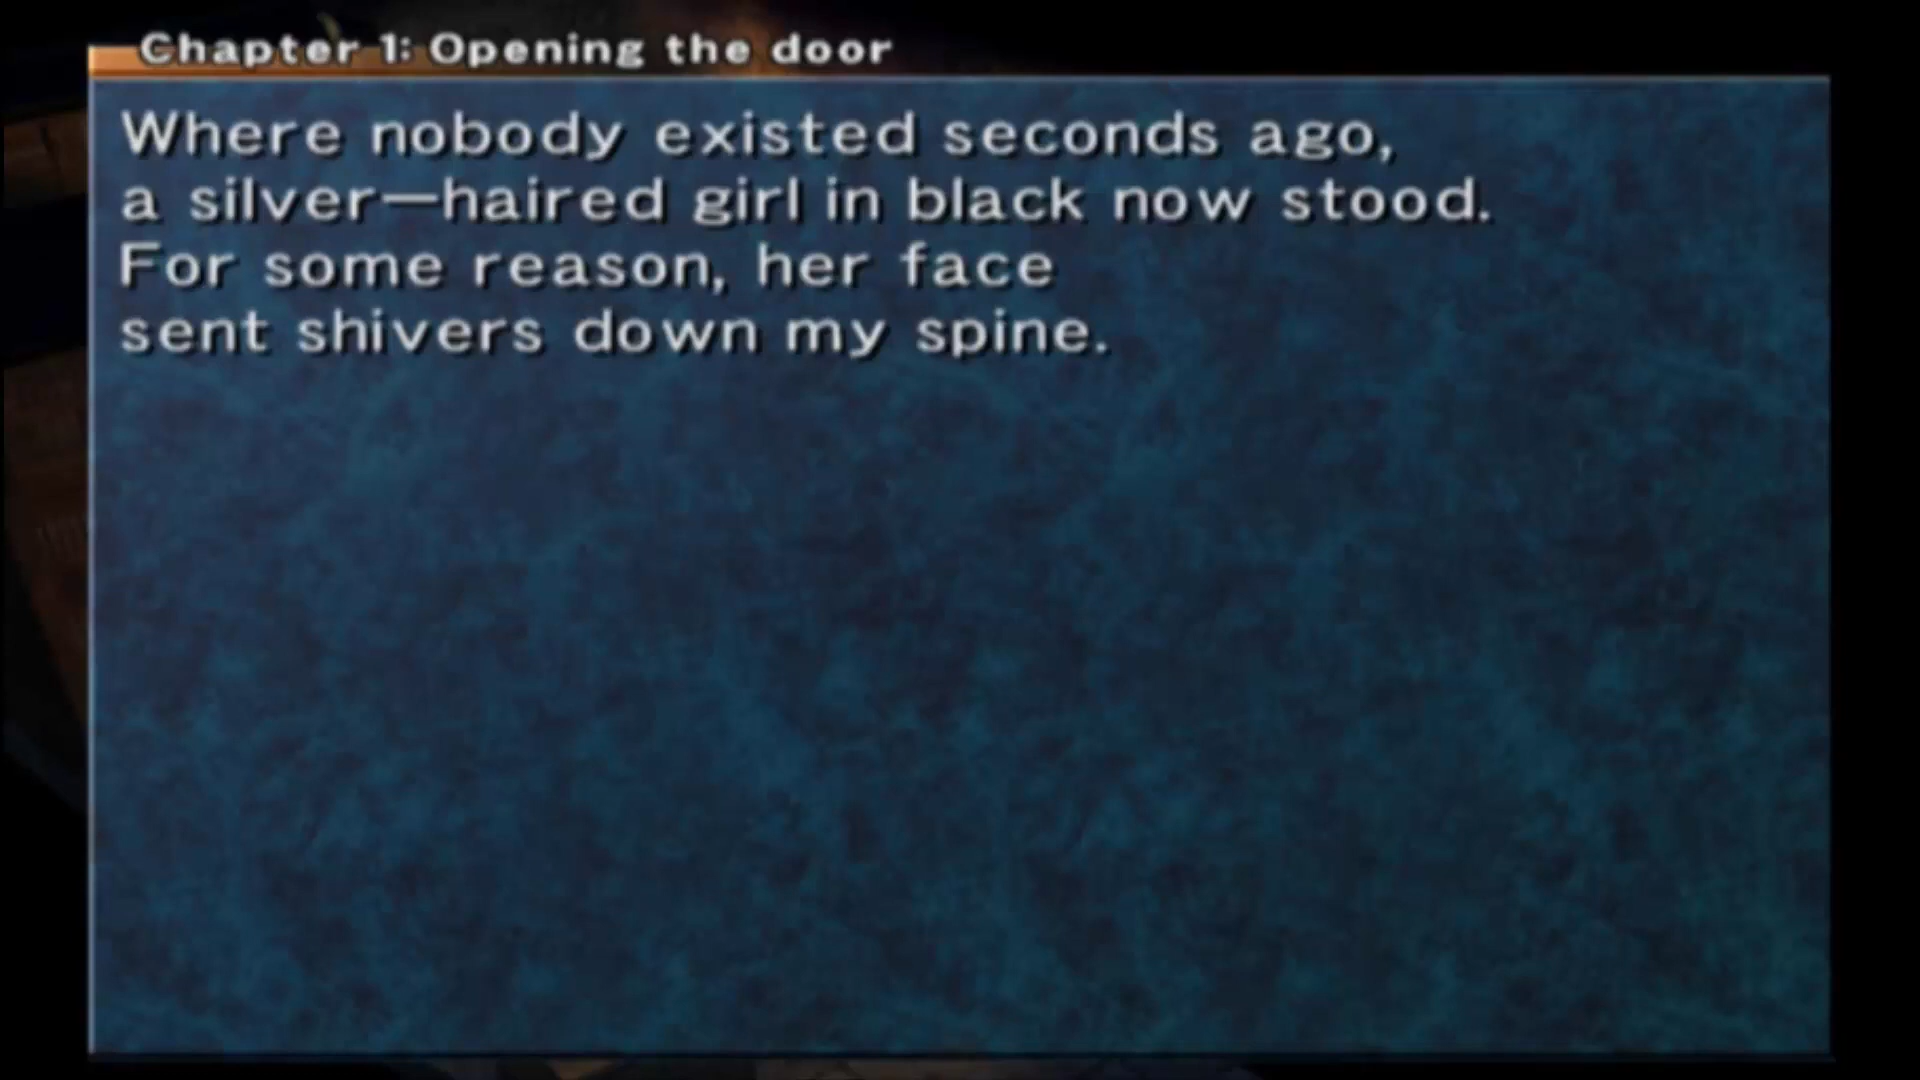 Chapter 1: Opening the door
Where nobody existed seconds ago,
a silver—haired girl in black now stood.
For some reason, her face
sent shivers down my spine.